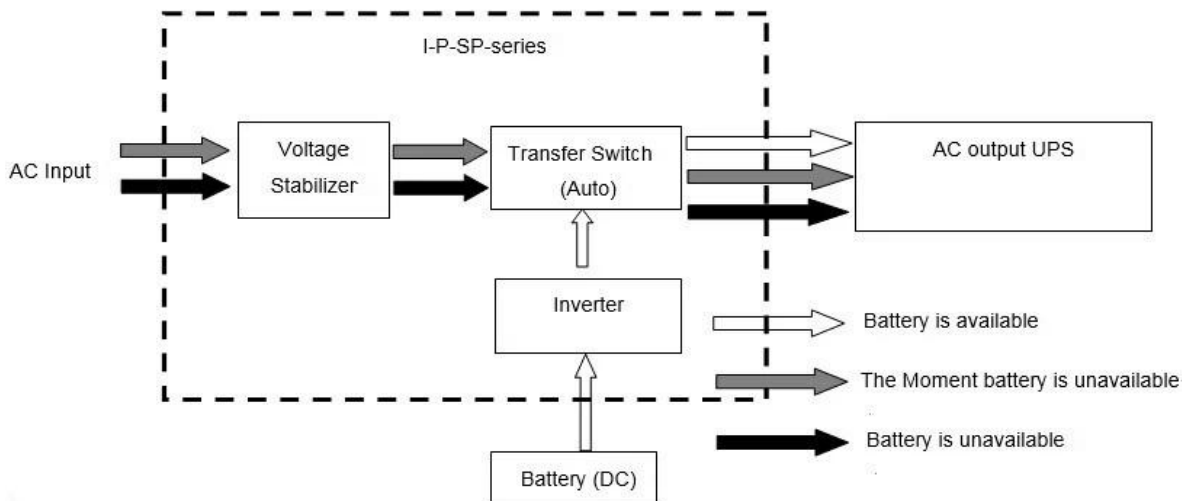 I-P-SP-series
AC Input
Voltage
Stabilizer
Transfer Switch
(Auto)
AC output UPS
Inverter
Battery (DC)
Battery is available
The Moment battery is unavailable
Battery is unavailable